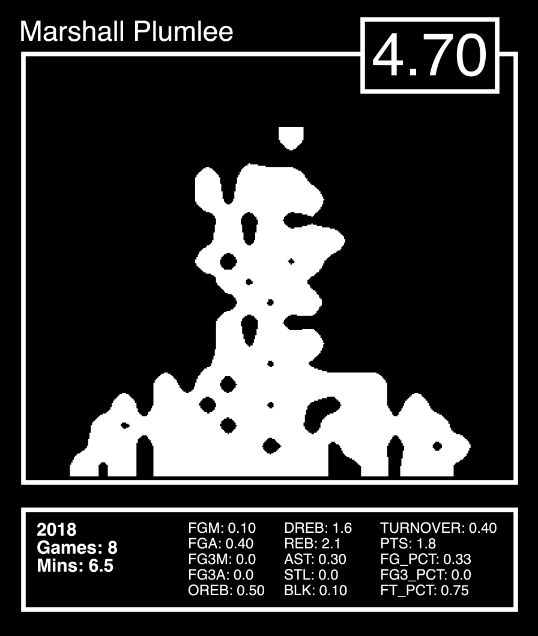 Marshall Plumlee
4.70
2018
Games: 8
Mins: 6.5
FGM: 0.10
FGA: 0.40
FG3M: 0.0
FG3A: 0.0
OREB: 0.50
DREB: 1.6
REB: 2.1
AST: 0.30
STL: 0.0
BLK: 0.10
TURNOVER: 0.40
PTS: 1.8
FG_PCT: 0.33
FG3_PCT: 0.0
FT_PCT: 0.75